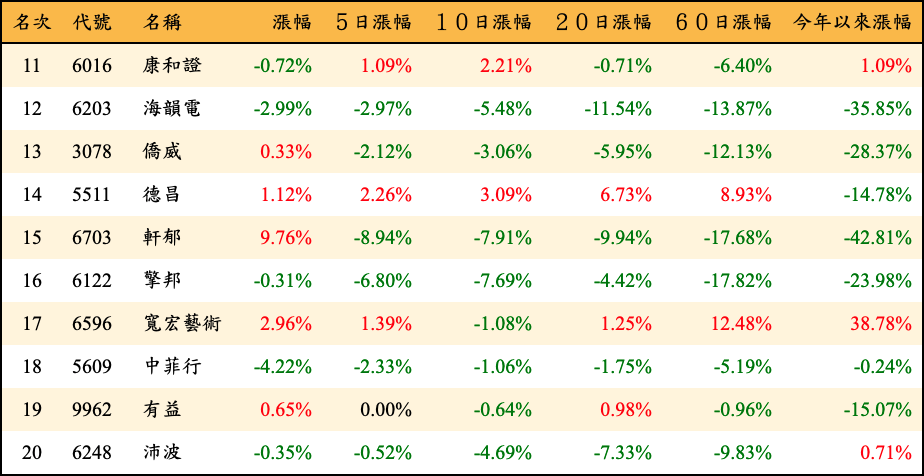 名次 代號 名稱 漲幅 ５日漲幅 １０日漲幅 ２０日漲幅 ６０日漲幅 今年以來漲幅
11 6016 康和證 -0.72% 1.09% 2.21% -0.71% -6.40% 1.09%
12 6203 海韻電 -2.99% -2.97% -5.48% -11.54% -13.87% -35.85%
13 3078 僑威 0.33% -2.12% -3.06% -5.95% -12.13% -28.37%
14 5511 德昌 1.12% 2.26% 3.09% 6.73% 8.93% -14.78%
15 6703 軒郁 9.76% -8.94% -7.91% -9.94% -17.68% -42.81%
16 6122 擎邦 -0.31% -6.80% -7.69% -4.42% -17.82% -23.98%
17 6596 寬宏藝術 2.96% 1.39% -1.08% 1.25% 12.48% 38.78%
18 5609 中菲行 -4.22% -2.33% -1.06% -1.75% -5.19% -0.24%
19 9962 有益 0.65% 0.00% -0.64% 0.98% -0.96% -15.07%
20 6248 沛波 -0.35% -0.52% -4.69% -7.33% -9.83% 0.71%